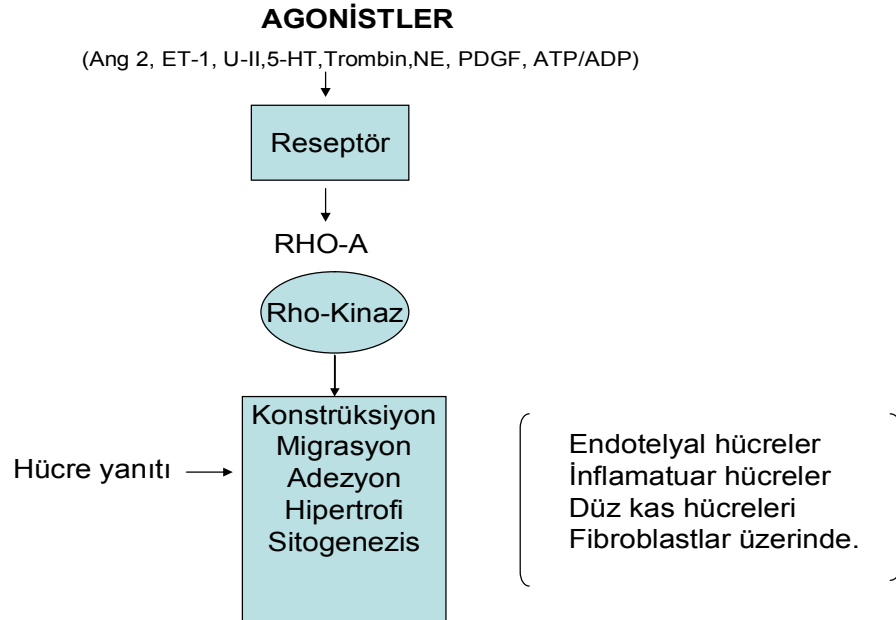 AGONİSTLER
(Ang 2, ET-1, U-II,5-HT,Trombin,NE, PDGF, ATP/ADP)
Reseptör
RHO-A
Rho-Kinaz
Hücre yanıtı
Konstrüksiyon
Migrasyon
Adezyon
Hipertrofi
Sitogenezis
Endotelyal hücreler
İnflamatuar hücreler
Düz kas hücreleri
Fibroblastlar üzerinde.